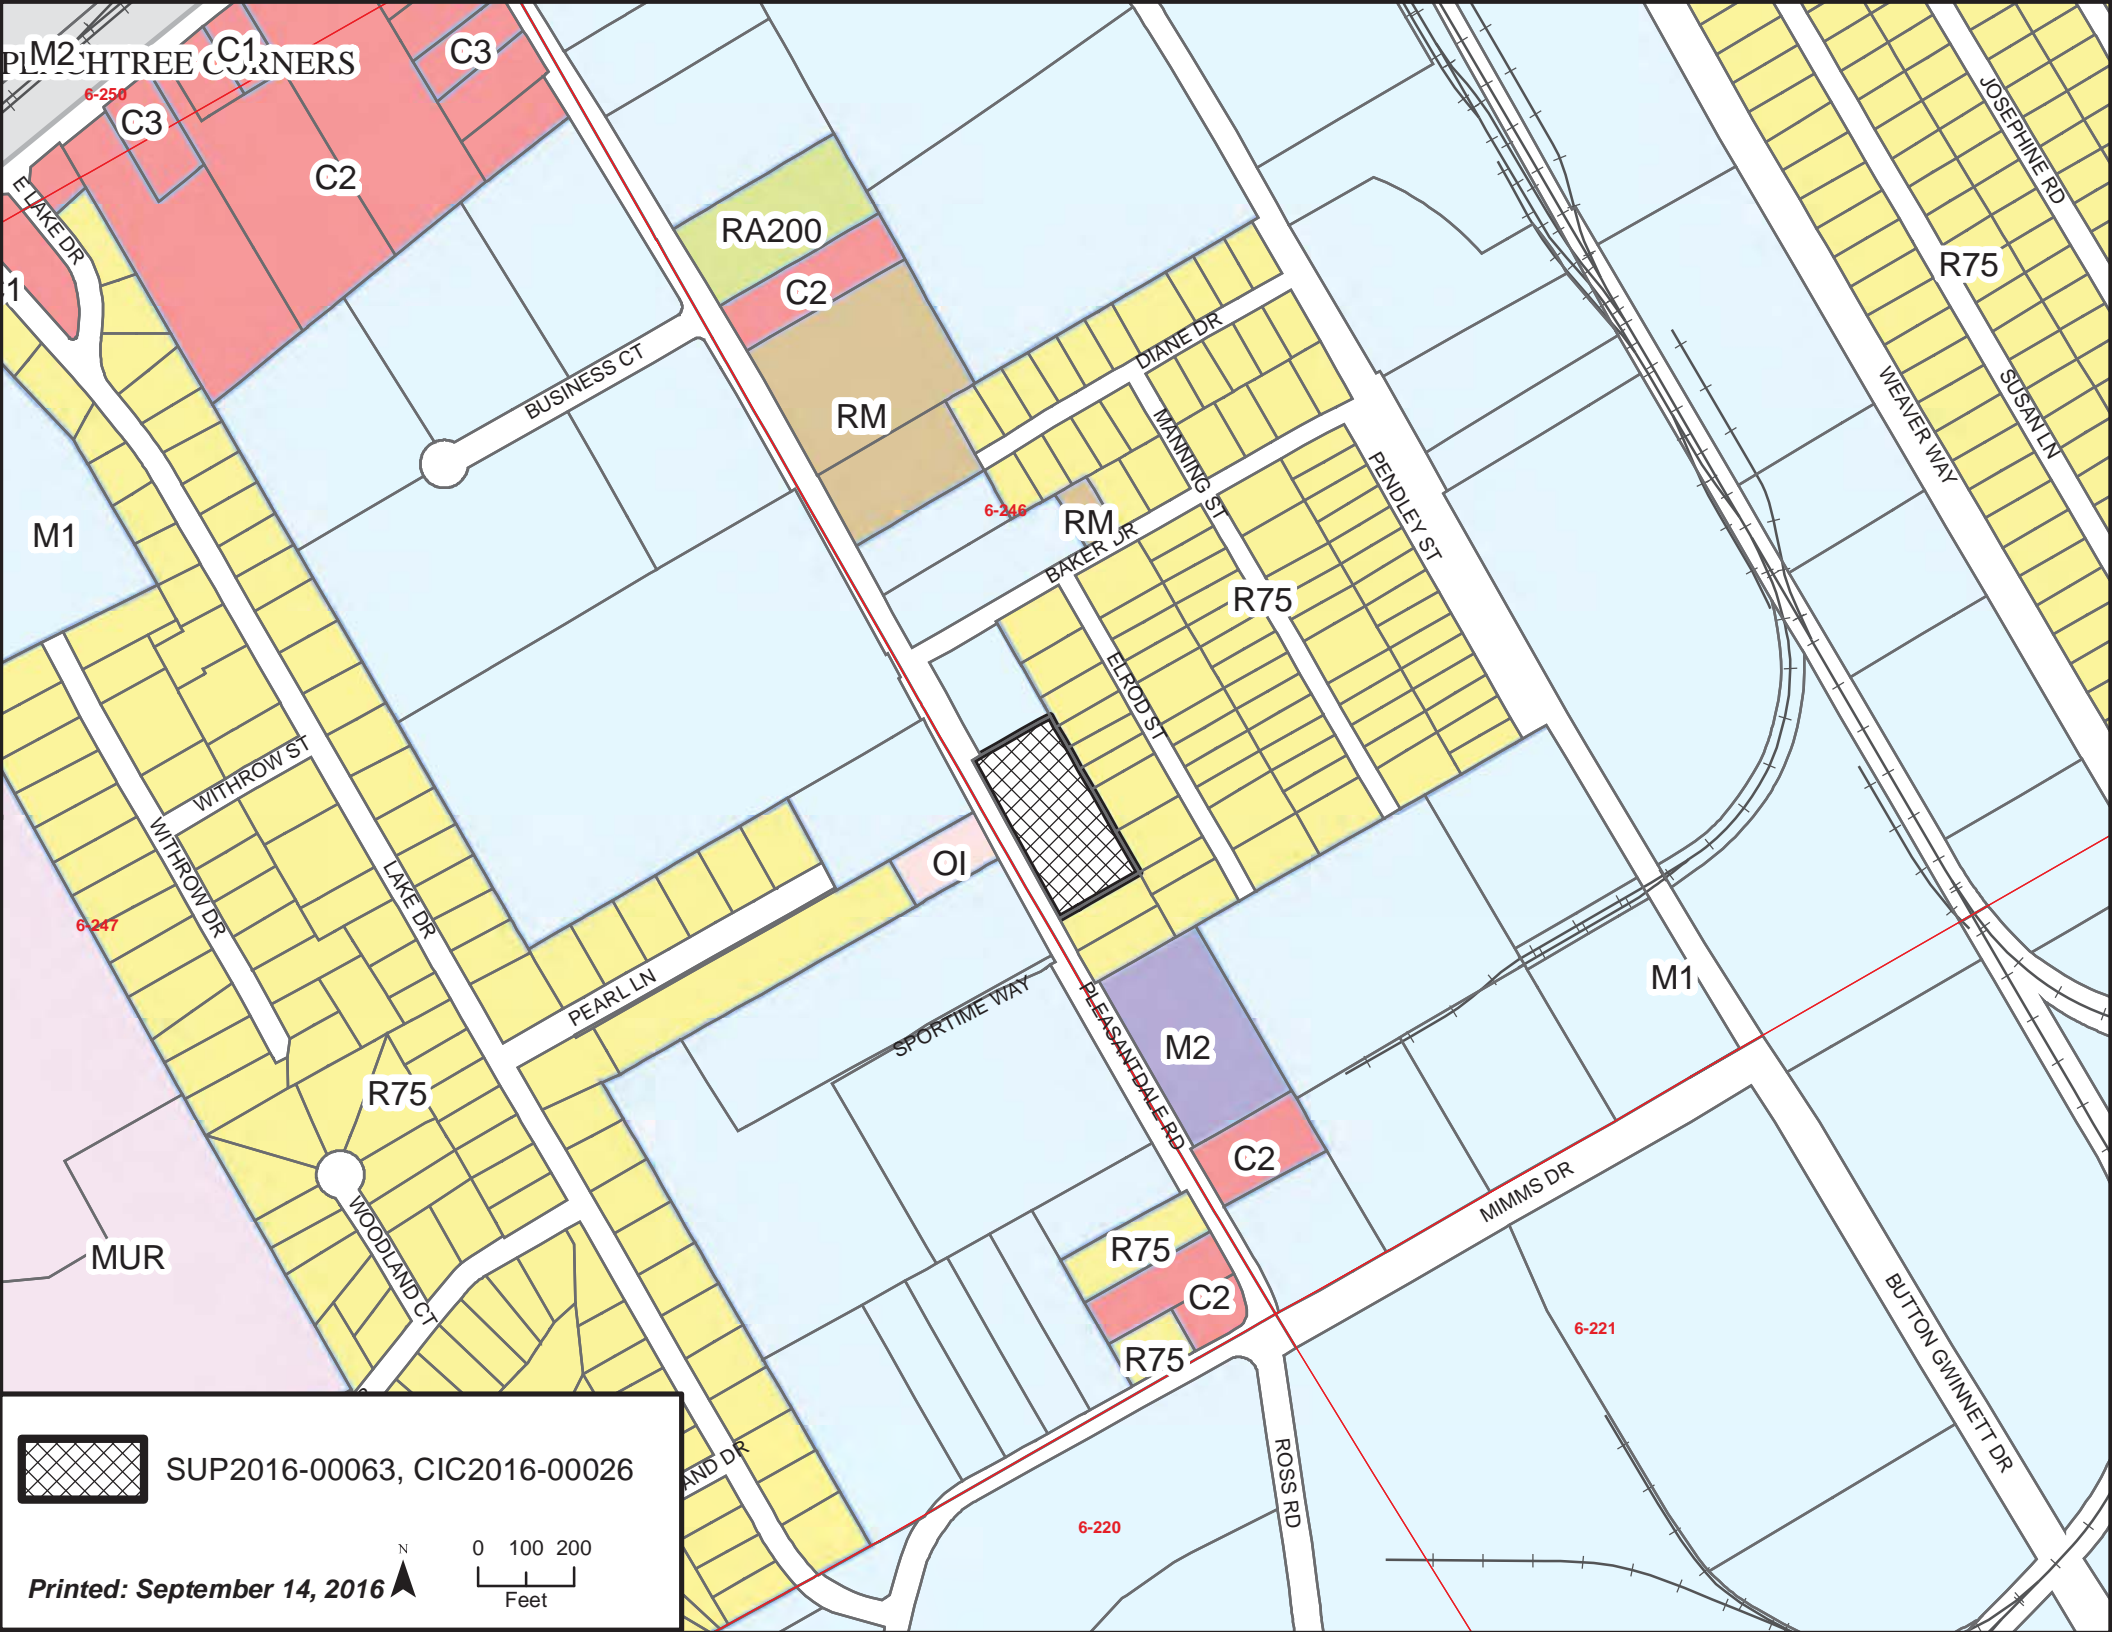 M2
C1
C3
PEACHTREE CORNERS
6-250
C3
C2
E LAKE DR
RA200
C2
JOSEPHINE RD
R75
DIANE DR
BUSINESS CT
RM
MANNING ST
WEAVER WAY
SUSAN LN
PENDLEY ST
M1
6-246
RM
BAKER DR
R75
ELROD ST
WITHROW ST
WITHROW DR
LAKE DR
OI
6-247
PEARL LN
SPORTIME WAY
PLEASANTDALE RD
M1
M2
R75
C2
MIMMS DR
MUR
WOODLAND CT
R75
C2
6-221
R75
BUTTON GWINNETT DR
ROSS RD
AND DR
6-220
SUP2016-00063, CIC2016-00026
N
0 100 200
Feet
Printed: September 14, 2016